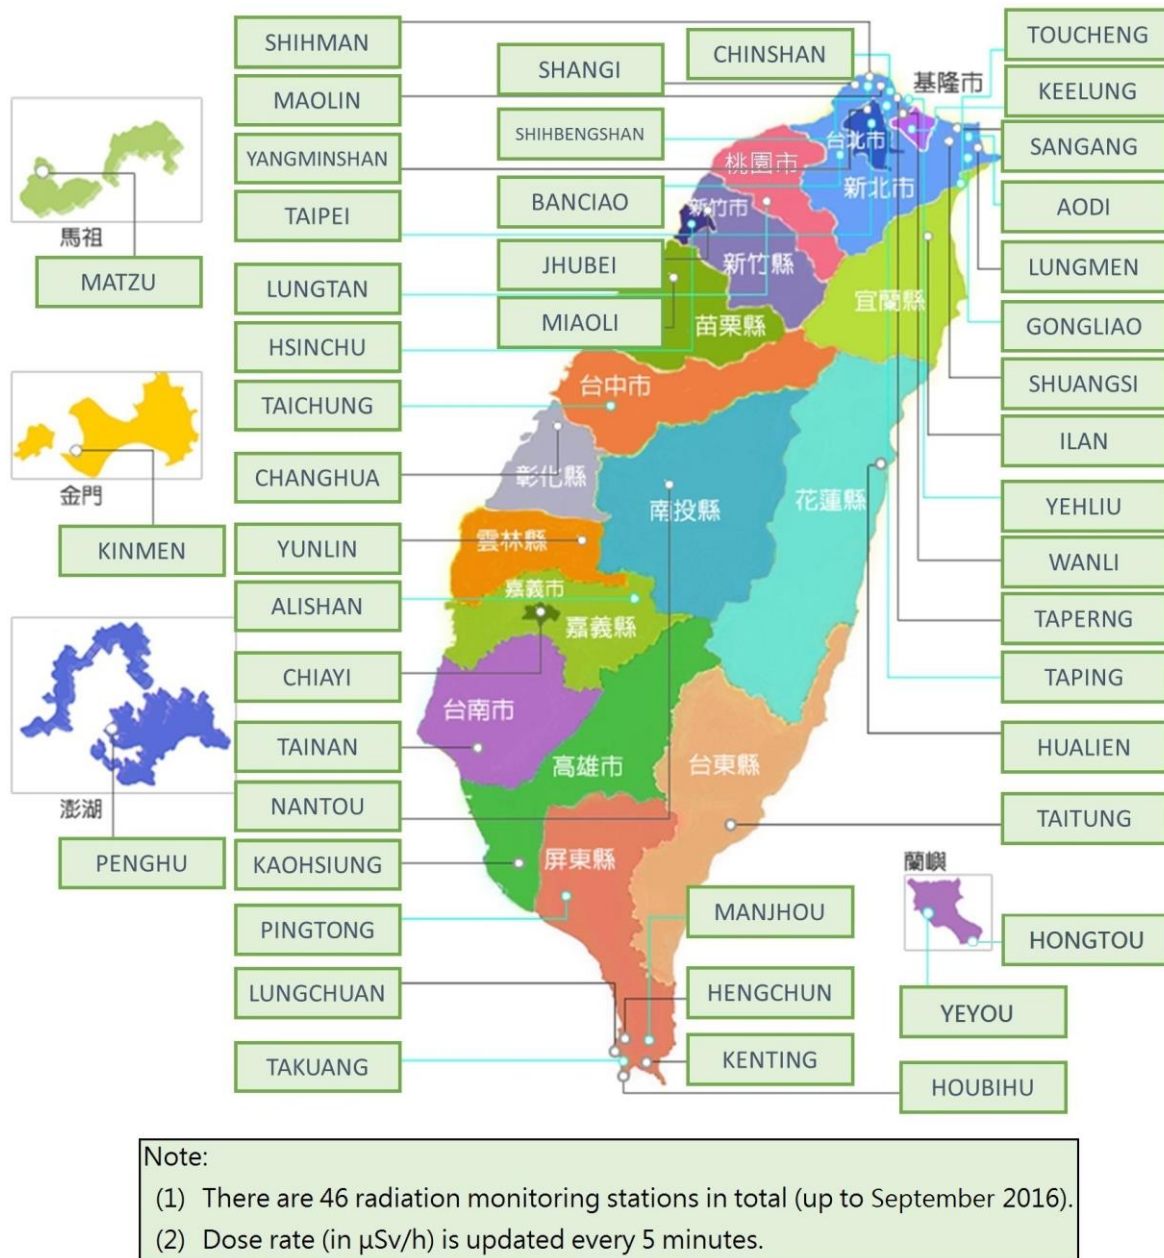 SHIHMAN
CHINSHAN
TOUCHENG
SHANGI
基隆市
KEELUNG
MAOLIN
SHIHBENGSHAN
台北市
SANGANG
YANGMINSHAN
桃園市
新北市
BANCIAO
AODI
TAIPEI
新竹市
馬祖
JHUBEI
新竹縣
LUNGMEN
MATZU
LUNGTAN
宜蘭縣
MIAOLI
苗栗縣
GONGLIAO
HSINCHU
台中市
SHUANGSI
TAICHUNG
ILAN
CHANGHUA
彰化縣
南投縣
花蓮縣
YEHLIU
金門
KINMEN
YUNLIN
雲林縣
WANLI
ALISHAN
嘉義市
嘉義縣
TAPERNG
CHIAYI
TAPING
台南市
TAINAN
高雄市
台東縣
HUALIEN
澎湖
NANTOU
TAITUNG
PENGHU
KAOHSIUNG
屏東縣
蘭嶼
PINGTONG
MANJHOU
HONGTOU
LUNGCHUAN
HENGCHUN
YEYOU
TAKUANG
KENTING
HOUBIHU
Note:
(1) There are 46 radiation monitoring stations in total (up to September 2016).
(2) Dose rate (in μSv/h) is updated every 5 minutes.